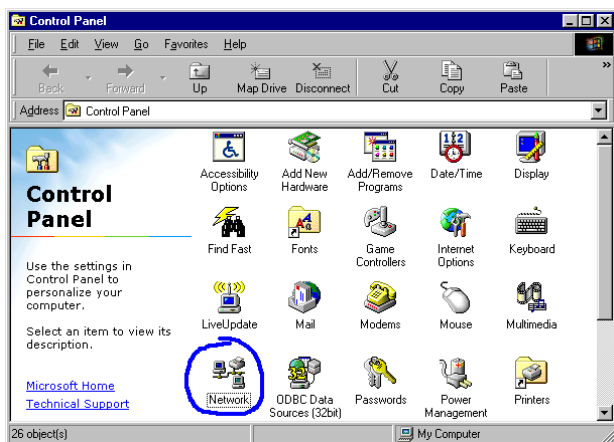 Control Panel
File Edit View Go Favorites Help
Back Forward Up Map Drive Disconnect Cut Copy Paste »
Address Control Panel
Control
Panel
Use the settings in
Control Panel to
personalize your
computer.
Select an item to view its
description.
Microsoft Home
Technical Support
Accessibility
Options
Add New
Hardware
Add/Remove
Programs
Date/Time
Display
Find Fast
Fonts
Game
Controllers
Internet
Options
Keyboard
LiveUpdate
Mail
Modems
Mouse
Multimedia
Network
ODBC Data
Sources (32bit)
Passwords
Power
Management
Printers
26 object(s)
My Computer